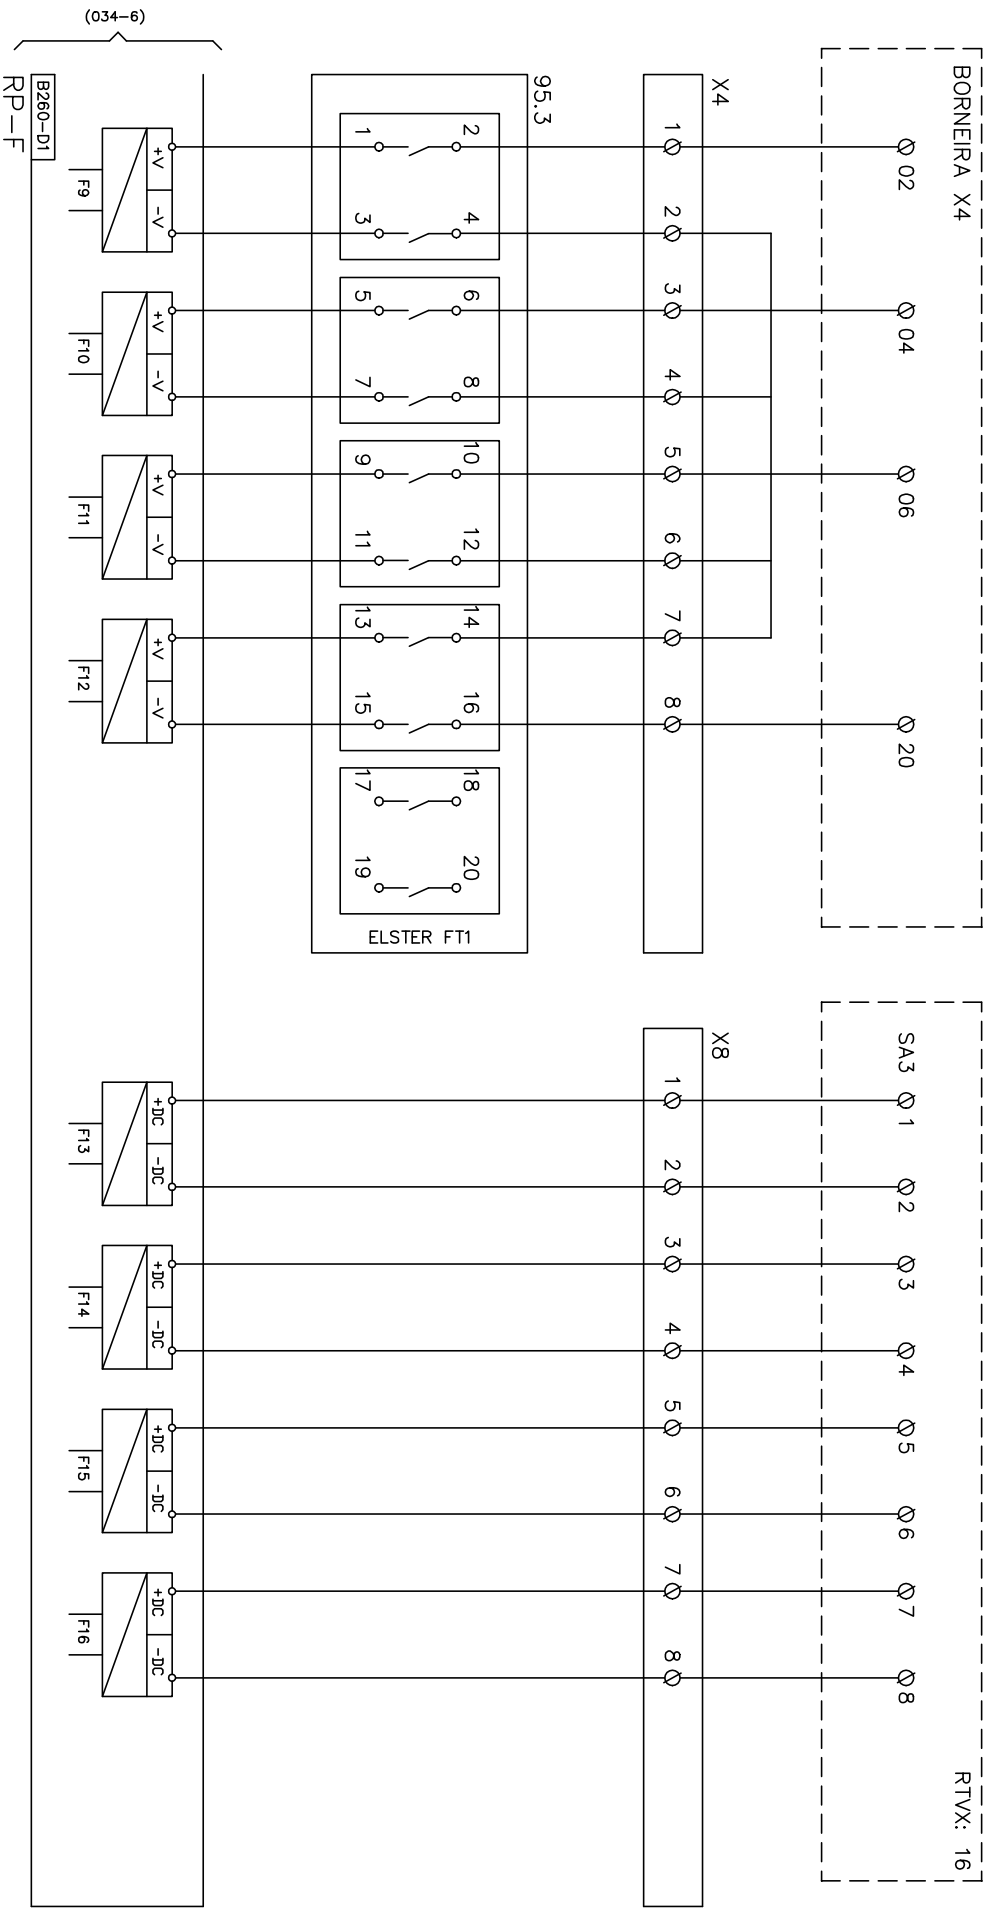 (034-6)
BORNEIRA X4
02
04
06
20
X4
1
2
3
4
5
6
7
8
95.3
2
4
6
8
10
12
14
16
18
20
1
3
5
7
9
11
13
15
17
19
ELSTER FT1
+V
-V
+V
-V
+V
-V
+V
-V
F9
F10
F11
F12
B260-D1
RP-F
SA3
1
2
3
4
5
6
7
8
RTVX: 16
X8
1
2
3
4
5
6
7
8
+DC
-DC
+DC
-DC
+DC
-DC
+DC
-DC
F13
F14
F15
F16